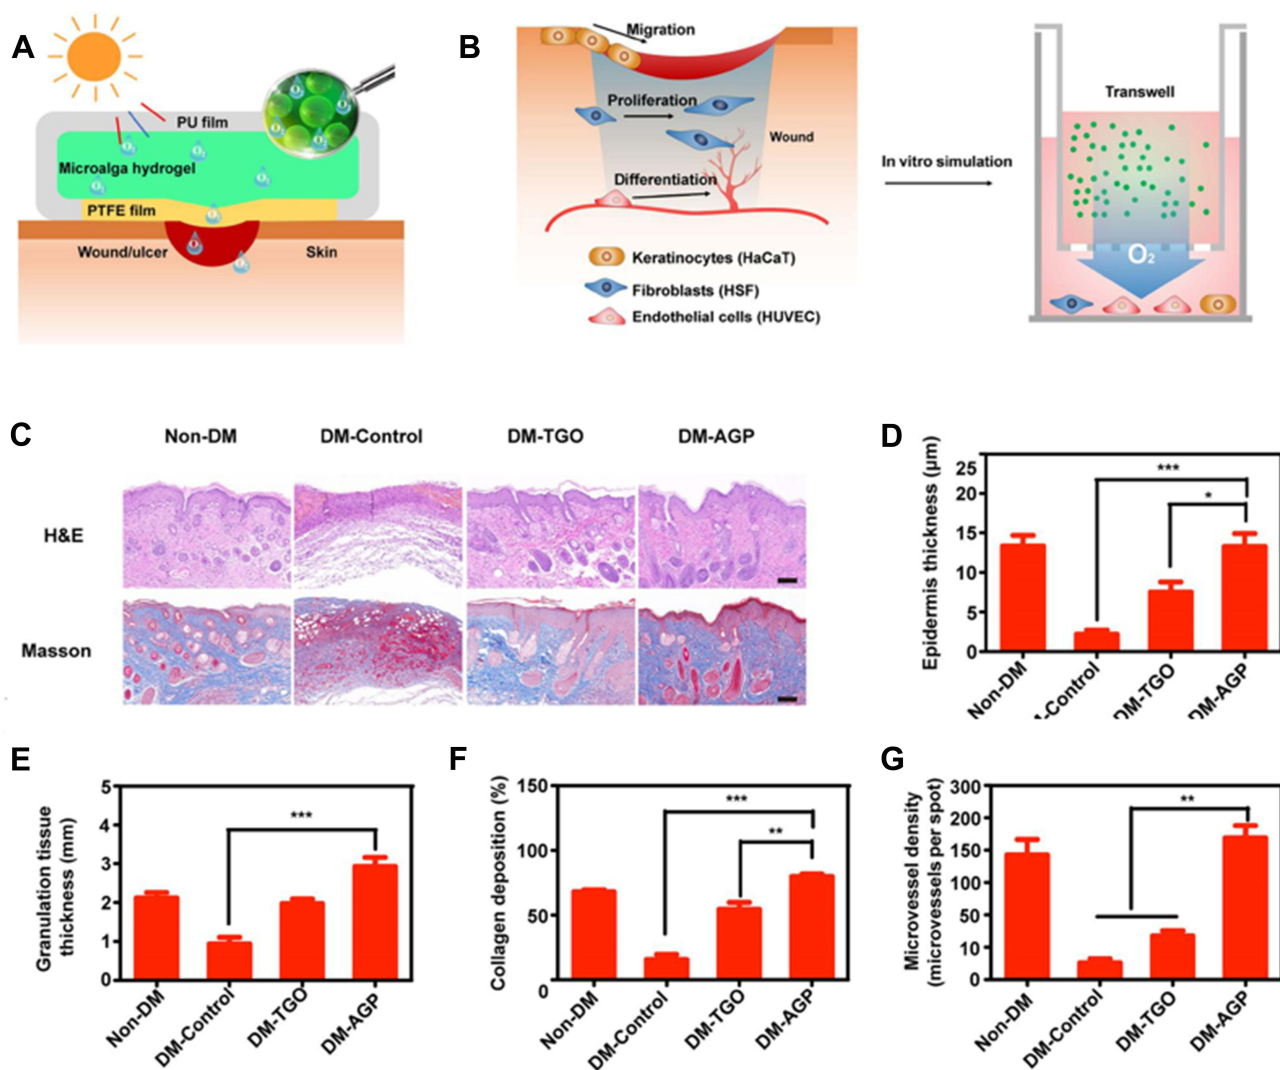 A
PU film
Microalga hydrogel
PTFE film
Wound/ulcer
Skin
B
Migration
Proliferation
Wound
Differentiation
Keratinocytes (HaCaT)
Fibroblasts (HSF)
Endothelial cells (HUVEC)
In vitro simulation
Transwell
O₂
C
Non-DM
DM-Control
DM-TGO
DM-AGP
H&E
Masson
D
Epidermis thickness (μm)
25
20
15
10
5
0
***
*
Non-DM
M-Control
DM-TGO
DM-AGP
E
Granulation tissue
thickness (mm)
5
4
3
2
1
0
***
Non-DM
DM-Control
DM-TGO
DM-AGP
F
Collagen deposition (%)
150
100
50
0
***
**
Non-DM
DM-Control
DM-TGO
DM-AGP
G
Microvessel density
(microvessels per spot)
300
200
150
100
50
10
0
**
Non-DM
DM-Control
DM-TGO
DM-AGP